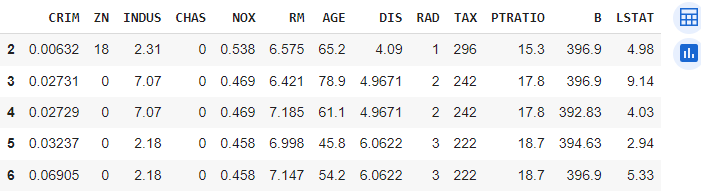 CRIM ZN INDUS CHAS NOX RM AGE DIS RAD TAX PTRATIO B LSTAT
2 0.00632 18 2.31 0 0.538 6.575 65.2 4.09 1 296 15.3 396.9 4.98
3 0.02731 0 7.07 0 0.469 6.421 78.9 4.9671 2 242 17.8 396.9 9.14
4 0.02729 0 7.07 0 0.469 7.185 61.1 4.9671 2 242 17.8 392.83 4.03
5 0.03237 0 2.18 0 0.458 6.998 45.8 6.0622 3 222 18.7 394.63 2.94
6 0.06905 0 2.18 0 0.458 7.147 54.2 6.0622 3 222 18.7 396.9 5.33